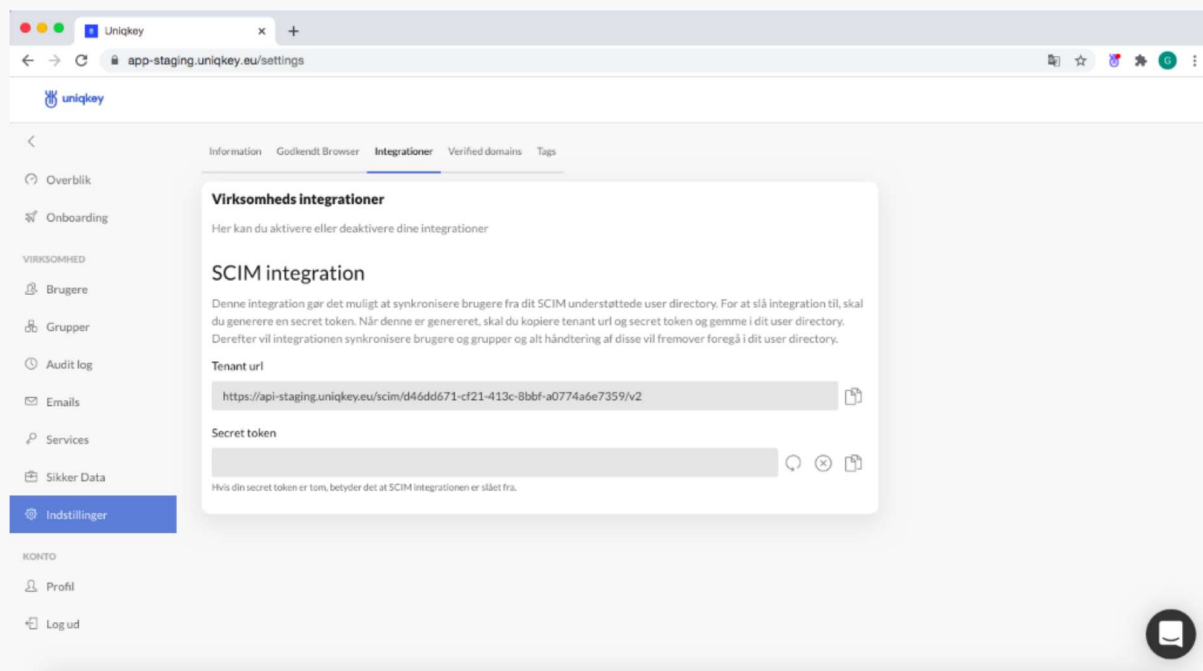 Uniqkey
app-staging.uniqkey.eu/settings
G
uniqkey
Overblik
Onboarding
VIRKSOMHED
Brugere
Grupper
Audit log
Emails
Services
Sikker Data
Indstillinger
KONTO
Profil
Log ud
Information Godkendt Browser Integrationer Verified domains Tags
Virksomheds integrationer
Her kan du aktivere eller deaktivere dine integrationer
SCIM integration
Denne integration gør det muligt at synkronisere brugere fra dit SCIM understøttede user directory. For at slå integration til, skal
du generere en secret token. Når denne er genereret, skal du kopiere tenant url og secret token og gemme i dit user directory.
Derefter vil integrationen synkronisere brugere og grupper og alt håndtering af disse vil fremover foregå i dit user directory.
Tenant url
https://api-staging.uniqkey.eu/scim/d46dd671-cf21-413c-8bbf-a0774a6e7359/v2
Secret token
Hvis din secret token er tom, betyder det at SCIM integrationen er slået fra.